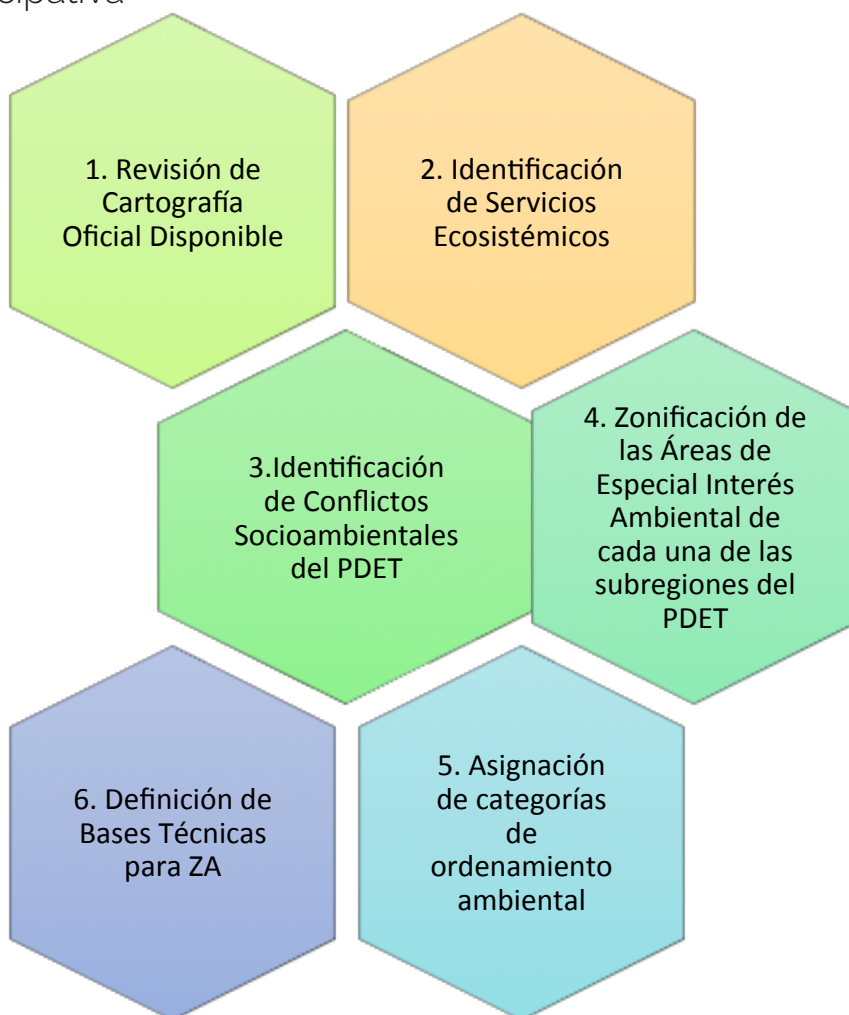 1. Revisión de
Cartografía
Oficial Disponible
2. Identificación
de Servicios
Ecosistémicos
3.Identificación
de Conflictos
Socioambientales
del PDET
4. Zonificación de
las Áreas de
Especial Interés
Ambiental de
cada una de las
subregiones del
PDET
5. Asignación
de categorías
de
ordenamiento
ambiental
6. Definición de
Bases Técnicas
para ZA